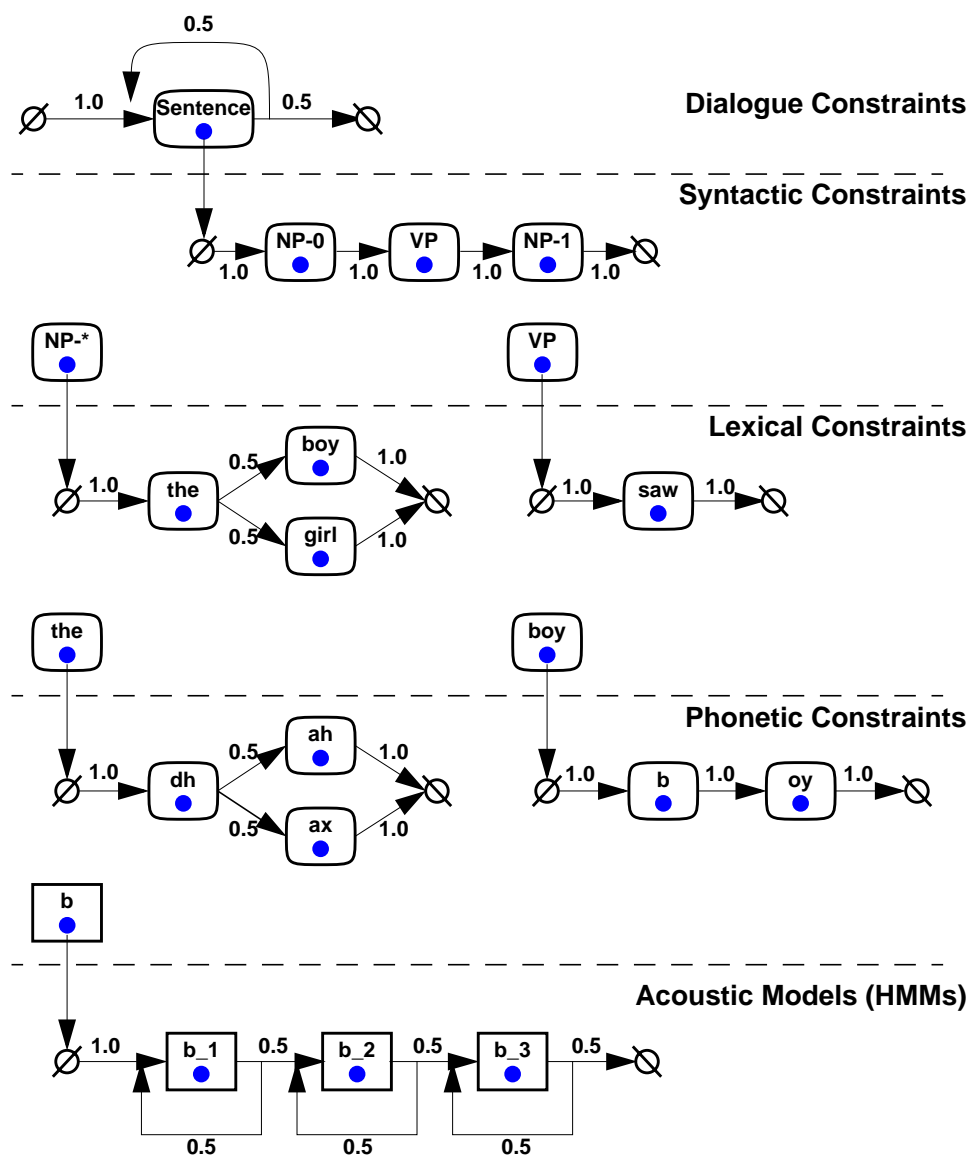 0.5
1.0 Sentence 0.5
Dialogue Constraints
Syntactic Constraints
NP-0 VP NP-1
1.0 1.0 1.0 1.0
NP-* VP
Lexical Constraints
boy
0.5 1.0
1.0 the 1.0 saw 1.0
0.5 girl 1.0
the boy
Phonetic Constraints
ah
0.5 1.0
1.0 dh 1.0 b 1.0 oy 1.0
0.5 ax 1.0
b
Acoustic Models (HMMs)
1.0 b_1 0.5 b_2 0.5 b_3 0.5
0.5 0.5 0.5